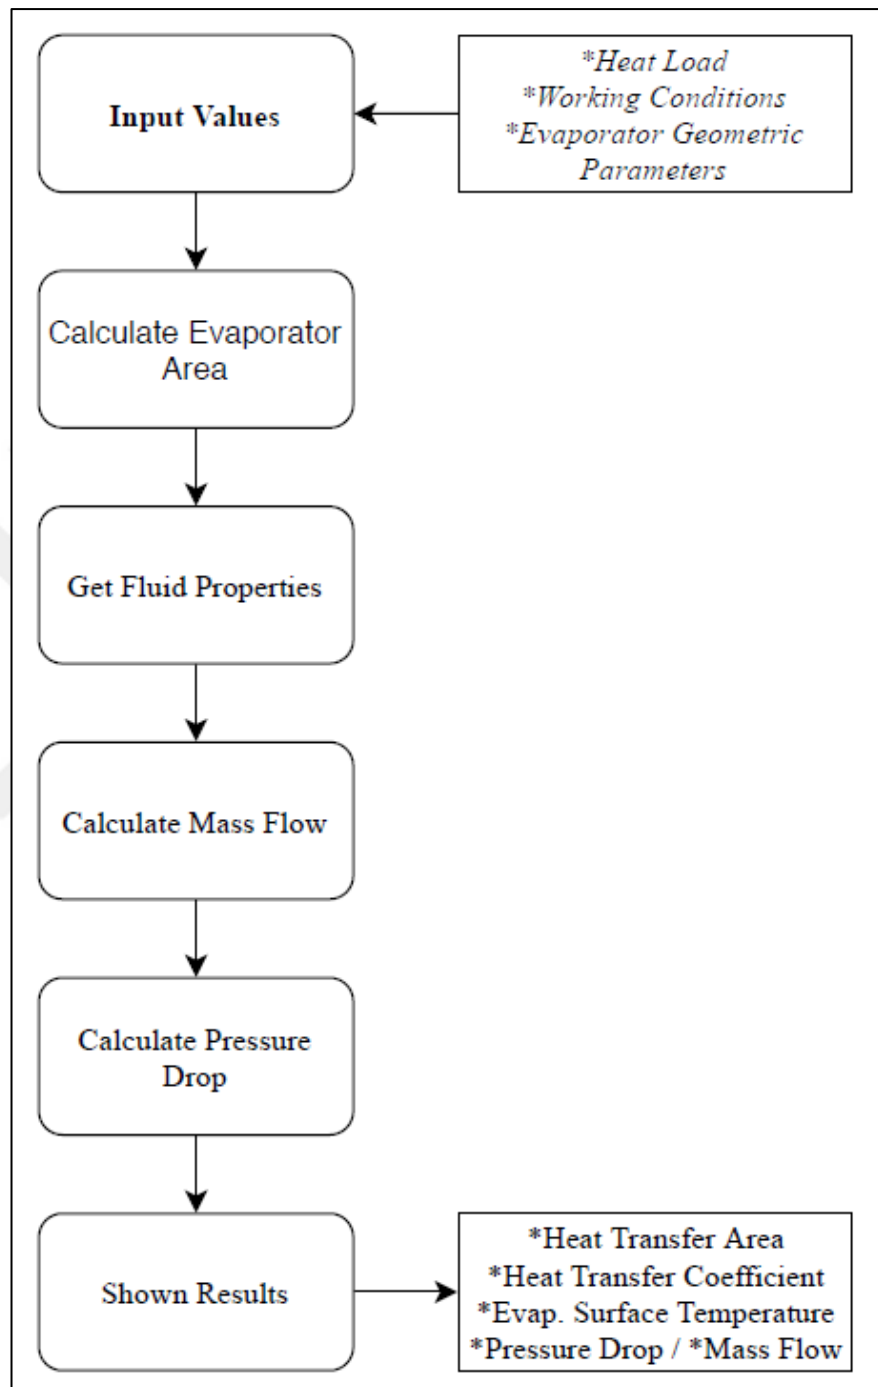 Input Values
*Heat Load
*Working Conditions
*Evaporator Geometric
Parameters
Calculate Evaporator
Area
Get Fluid Properties
Calculate Mass Flow
Calculate Pressure
Drop
Shown Results
*Heat Transfer Area
*Heat Transfer Coefficient
*Evap. Surface Temperature
*Pressure Drop / *Mass Flow